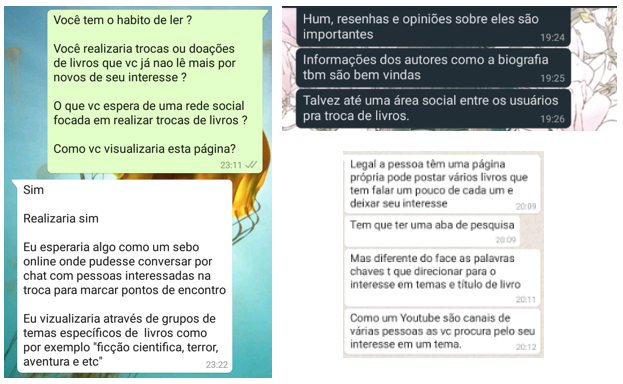 Você tem o habito de ler ?
Você realizaria trocas ou doações
de livros que vc já nao lê mais por
novos de seu interesse ?
O que vc espera de uma rede social
focada em realizar trocas de livros ?
Como vc visualizaria esta página?
23:11
Sim
Realizaria sim
Eu esperaria algo como um sebo
online onde pudesse conversar por
chat com pessoas interessadas na
troca para marcar pontos de encontro
Eu vizualizaria através de grupos de
temas específicos de livros como
por exemplo "ficção cientifica, terror,
aventura e etc"
23:22
Hum, resenhas e opiniões sobre eles são
importantes
19:24
Informações dos autores como a biografia
tbm são bem vindas
19:25
Talvez até uma área social entre os usuários
pra troca de livros.
19:26
Legal a pessoa têm uma página
própria pode postar vários livros que
tem falar um pouco de cada um e
deixar seu interesse
20:09
Tem que ter uma aba de pesquisa
20:09
Mas diferente do face as palavras
chaves t que direcionar para o
interesse em temas e título de livro
20:11
Como um Youtube são canais de
várias pessoas as vc procura pelo seu
interesse em um tema.
20:12